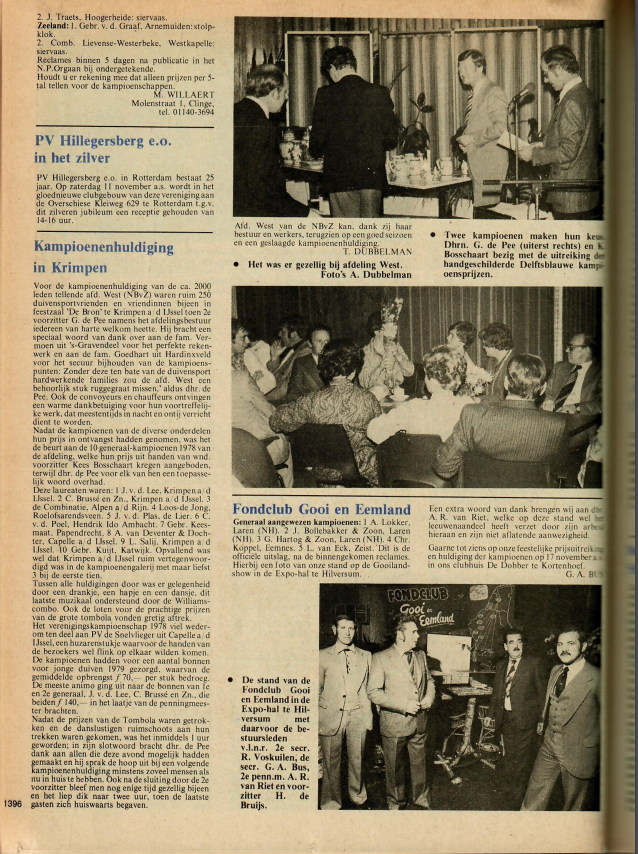 2. J. Traets, Hoogerheide: siervaas.
Zeeland: 1. Gebr. v. d. Graaf, Arnemuiden: stolp-
klok.
2. Comb. Lievense-Westerbeke, Westkapelle:
siervaas.
Reclames binnen 5 dagen na publicatie in het
N.P.Orgaan bij ondergetekende.
Houdt u er rekening mee dat alleen prijzen per 5-
tal tellen voor de kampioenschappen.
M. WILLAERT
Molenstraat 1, Clinge,
tel. 01140-3694
PV Hillegersberg e.o.
in het zilver
PV Hillegersberg e.o. in Rotterdam bestaat 25
jaar. Op zaterdag 11 november a.s. wordt in het
gloednieuwe clubgebouw van deze vereniging aan
de Overschiese Kleiweg 629 te Rotterdam t.g.v.
dit zilveren jubileum een receptie gehouden van
14-16 uur.
Kampioenenhuldiging
in Krimpen
Voor de kampioenenhuldiging van de ca. 2000
leden tellende afd. West (NBvZ) waren ruim 250
duivensportvrienden en vriendinnen bijeen in
feestzaal 'De Bron' te Krimpen a/d IJssel toen 2e
voorzitter G. de Pee namens het afdelingsbestuur
iedereen van harte welkom heette. Hij bracht een
speciaal woord van dank over aan de fam. Ver-
moen uit 's-Gravendeel voor het perfekte reken-
werk en aan de fam. Goedhart uit Hardinxveld
voor het secuur bijhouden van de kampioens-
punten: Zonder deze ten bate van de duivensport
hardwerkende families zou de afd. West een
behoorlijk stuk ruggegraat missen,' aldus dhr. de
Pee. Ook de convoyeurs en chauffeurs ontvingen
een warme dankbetuiging voor hun voortreffelij-
ke werk, dat meestentijds in nacht en ontij verricht
dient te worden.
Nadat de kampioenen van de diverse onderdelen
hun prijs in ontvangst hadden genomen, was het
de beurt aan de 10 generaal-kampioenen 1978 van
de afdeling, welke hun prijs uit handen van wnd.
voorzitter Kees Bosschaart kregen aangeboden,
terwijl dhr. de Pee voor elk van hen een toepasse-
lijk woord overhad.
Deze laureaten waren: 1 J. v. d. Lee, Krimpen a/d
IJssel. 2 C. Brussé en Zn., Krimpen a/d IJssel. 3
de Combinatie, Alpen a/d Rijn. 4 Loos-de Jong,
Roelofsarendsveen. 5 J. v. d. Plas, de Lier. 6 C.
v. d. Poel, Hendrik Ido Ambacht. 7 Gebr. Kees-
maat, Papendrecht. 8 A. van Deventer & Doch-
ter, Capelle a/d IJssel. 9 L. Salij, Krimpen a/d
IJssel. 10 Gebr. Kuijt, Katwijk. Opvallend was
wel dat Krimpen a/d IJssel ruim vertegenwoor-
digd was in de kampioenengalerij met maar liefst
3 bij de eerste tien.
Tussen alle huldigingen door was er gelegenheid
door een drankje, een hapje en een dansje, dit
laatste muzikaal ondersteund door de Williams-
combo. Ook de loten voor de prachtige prijzen
van de grote tombola vonden gretig aftrek.
Het verenigingskampioenschap 1978 viel weder-
om ten deel aan PV de Snelvlieger uit Capelle a/d
IJssel, een huzarenstukje waarvoor de handen van
de bezoekers wel flink op elkaar wilden komen.
De kampioenen hadden voor een aantal bonnen
voor jonge duiven 1979 gezorgd, waarvan de
gemiddelde opbrengst f 70,— per stuk bedroeg.
De meeste animo ging uit naar de bonnen van 1e
en 2e generaal, J. v. d. Lee, C. Brussé en Zn., die
beiden f 140,— in het laatje van de penningmees-
ter brachten.
Nadat de prijzen van de Tombola waren getrok-
ken en de danslustigen ruimschoots aan hun
trekken waren gekomen, was het inmiddels 1 uur
geworden; in zijn slotwoord bracht dhr. de Pee
dank aan allen die deze avond mogelijk hadden
gemaakt en hij sprak de hoop uit bij een volgende
kampioenenhuldiging minstens zoveel mensen als
nu in huis te hebben. Ook na de sluiting door de 2e
voorzitter bleef men nog enige tijd gezellig bijeen
en het liep dik naar twee uur, toen de laatste
gasten zich huiswaarts begaven.
1396
Afd. West van de NBvZ kan, dank zij haar
bestuur en werkers, terugzien op een goed seizoen
en een geslaagde kampioenenhuldiging.
T. DUBBELMAN
• Het was er gezellig bij afdeling West.
Foto's A. Dubbelman
• Twee kampioenen maken hun
Dhrn. G. de Pee (uiterst rechts) en K.
Bosschaart bezig met de uitreiking
handgeschilderde Delftsblauwe
oensprijzen.
Fondclub Gooi en Eemland
Generaal aangewezen kampioenen: 1 A. Lokker,
Laren (NH). 2 J. Bollebakker & Zoon, Laren
(NH). 3 G. Hartog & Zoon, Laren (NH). 4 Chr.
Koppel, Eemnes. 5 L. van Eek, Zeist. 'Dit is de
officiële uitslag, na de binnengekomen reclames.
Hierbij een foto van onze stand op de Gooiland-
show in de Expo-hal te Hilversum.
Een extra woord van dank brengen wij aan
A. R. van Riet, welke op deze stand wel
leeuwenaandeel heeft verzet door zijn
hieraan en zijn niet aflatende aanwezigheid.
Gaarne tot ziens op onze feestelijke prijsuitreiking
en huldiging der kampioenen op 17 november
in ons clubhuis De Dobber te Kortenhoef.
G. A. BUS
FONDCLUB
Gooi
en
Eemland
• De stand van de
Fondclub Gooi
en Eemland in de
Expo-hal te Hil-
versum met
daarvoor de be-
stuursleden
v.l.n.r. 2e secr.
R. Voskuilen, de
secr. G. A. Bus,
2e penn.m. A. R.
van Riet en voor-
zitter H. de
Bruijs.